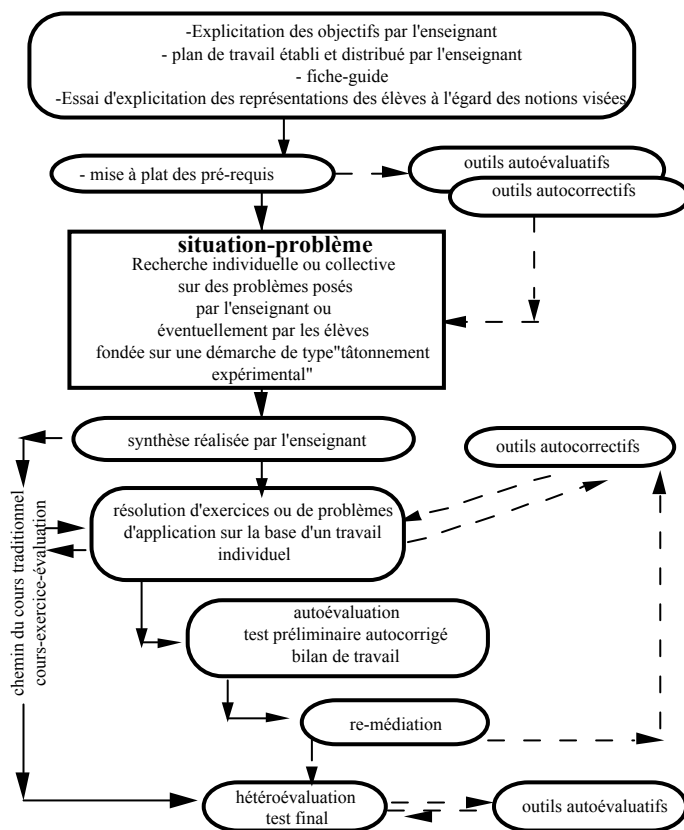 -Explicitation des objectifs par l'enseignant
- plan de travail établi et distribué par l'enseignant
- fiche-guide
-Essai d'explicitation des représentations des élèves à l'égard des notions visées
- mise à plat des pré-requis
outils autoévaluatifs
outils autocorrectifs
situation-problème
Recherche individuelle ou collective
sur des problèmes posés
par l'enseignant ou
éventuellement par les élèves
fondée sur une démarche de type"tâtonnement
expérimental"
synthèse réalisée par l'enseignant
outils autocorrectifs
résolution d'exercices ou de problèmes
d'application sur la base d'un travail
individuel
chemin du cours traditionnel
cours-exercice-évaluation
autoévaluation
test préliminaire autocorrigé
bilan de travail
re-médiation
hétéroévaluation
test final
outils autoévaluatifs